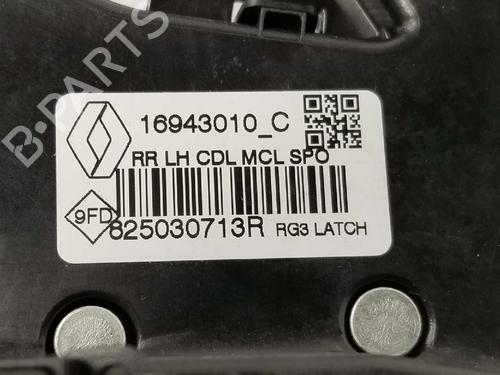 B-PARTS
16943010_C
RR LH CDL MCL SPO
9FD
825030713R RG3 LATCH